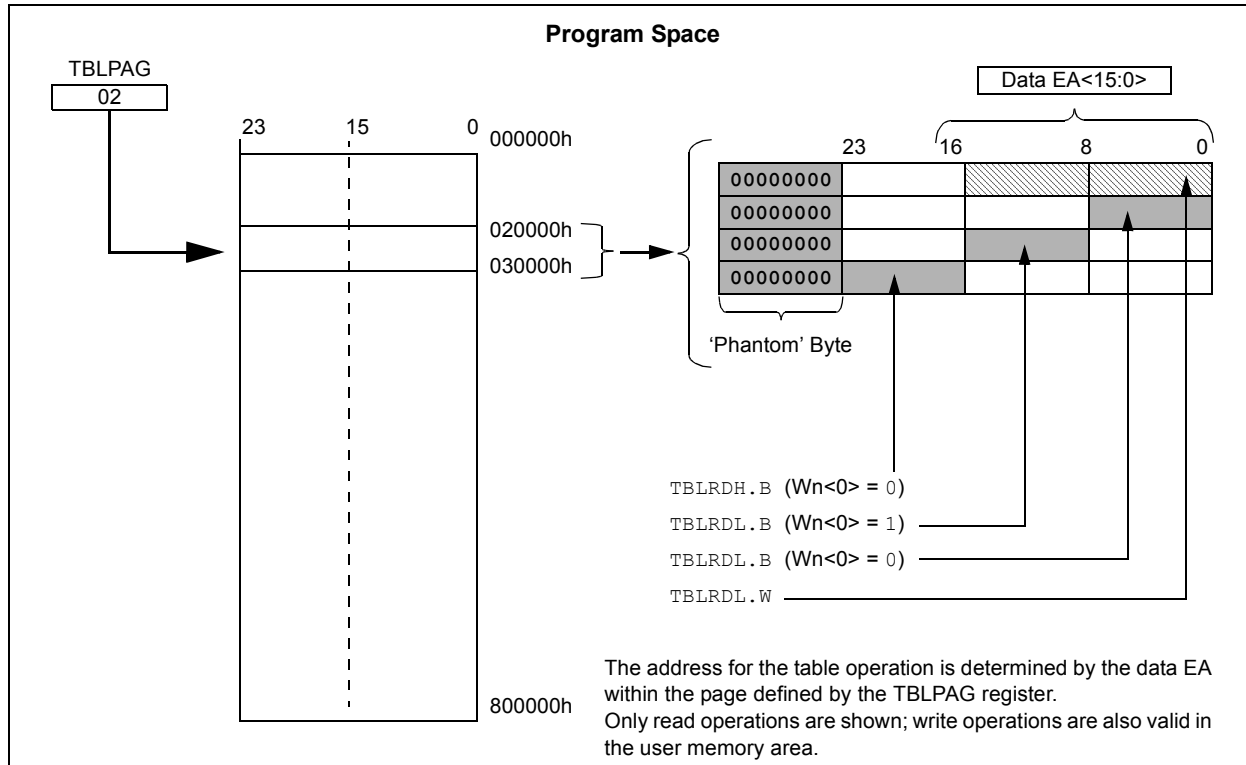 Program Space
TBLPAG
02
Data EA<15:0>
23 15 0
000000h
020000h
030000h
800000h
23 16 8 0
00000000
00000000
00000000
00000000
‘Phantom’ Byte
TBLRDH.B (Wn<0> = 0)
TBLRDL.B (Wn<0> = 1)
TBLRDL.B (Wn<0> = 0)
TBLRDL.W
The address for the table operation is determined by the data EA
within the page defined by the TBLPAG register.
Only read operations are shown; write operations are also valid in
the user memory area.